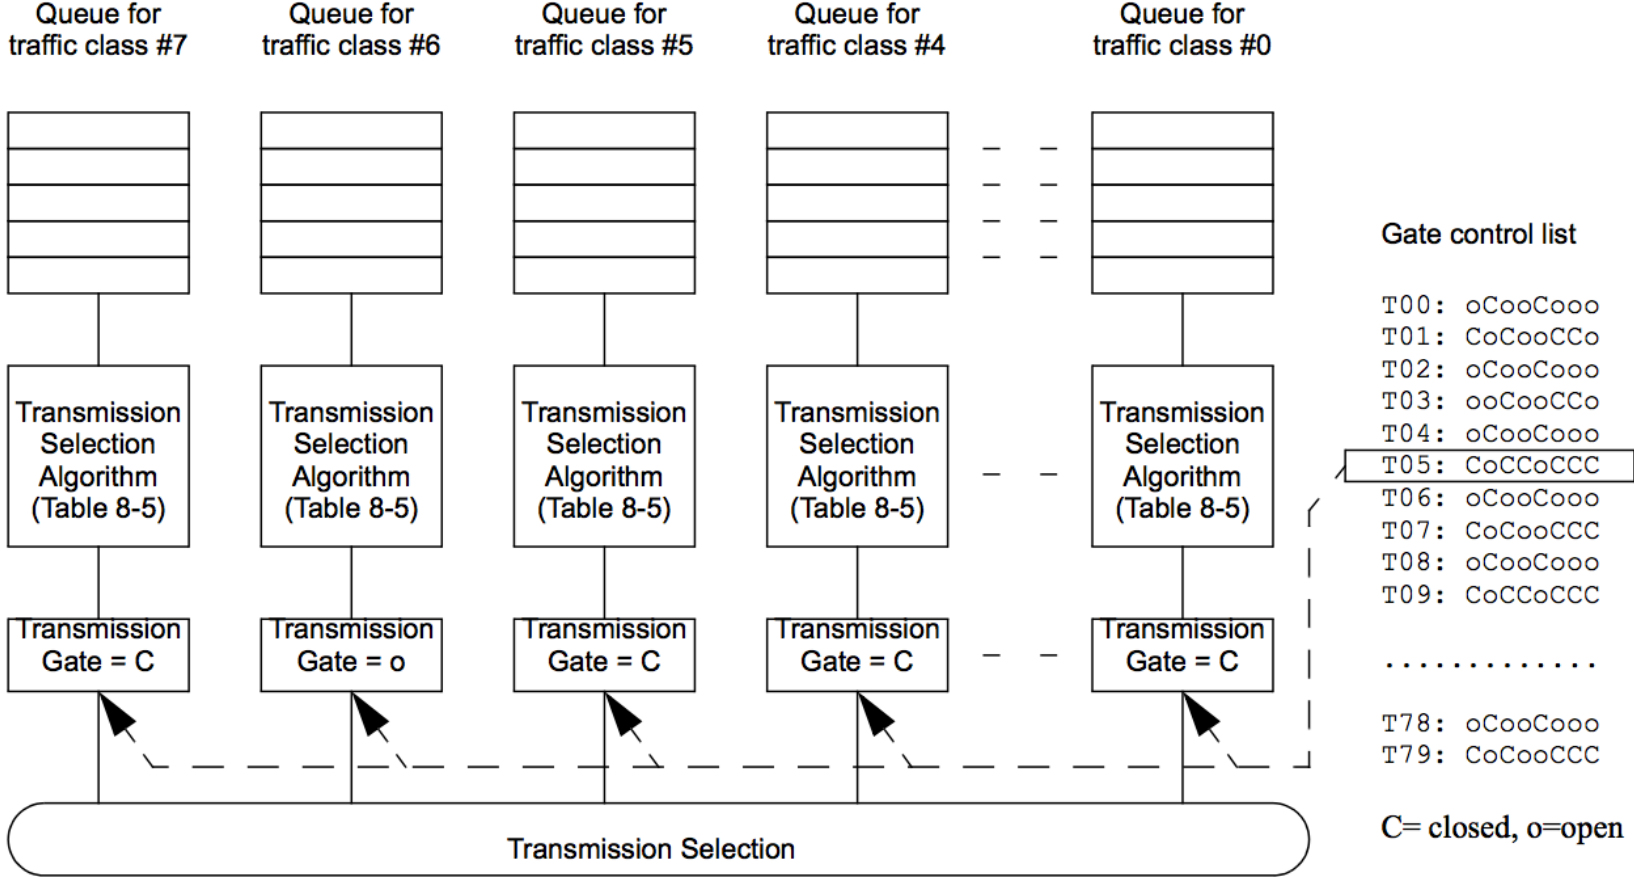 Queue for
traffic class #7
Queue for
traffic class #6
Queue for
traffic class #5
Queue for
traffic class #4
Queue for
traffic class #0
Transmission
Selection
Algorithm
(Table 8-5)
Transmission
Selection
Algorithm
(Table 8-5)
Transmission
Selection
Algorithm
(Table 8-5)
Transmission
Selection
Algorithm
(Table 8-5)
Transmission
Selection
Algorithm
(Table 8-5)
Transmission
Gate = C
Transmission
Gate = o
Transmission
Gate = C
Transmission
Gate = C
Transmission
Gate = C
Transmission Selection
Gate control list
T00: oCooCooo
T01: CoCooCCo
T02: oCooCooo
T03: ooCooCCo
T04: oCooCooo
T05: CoCCoCCC
T06: oCooCooo
T07: CoCooCCC
T08: oCooCooo
T09: CoCCoCCC
.............
T78: oCooCooo
T79: CoCooCCC
C= closed, o=open